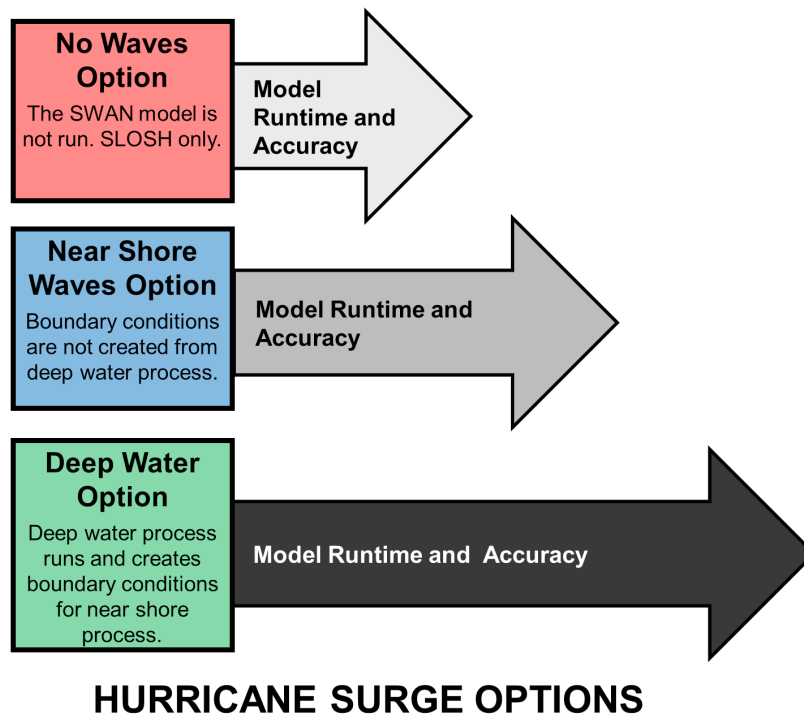 No Waves
Option
The SWAN model is
not run. SLOSH only.
Model
Runtime and
Accuracy
Near Shore
Waves Option
Boundary conditions
are not created from
deep water process.
Model Runtime and
Accuracy
Deep Water
Option
Deep water process
runs and creates
boundary conditions
for near shore
process.
Model Runtime and  Accuracy
HURRICANE SURGE OPTIONS